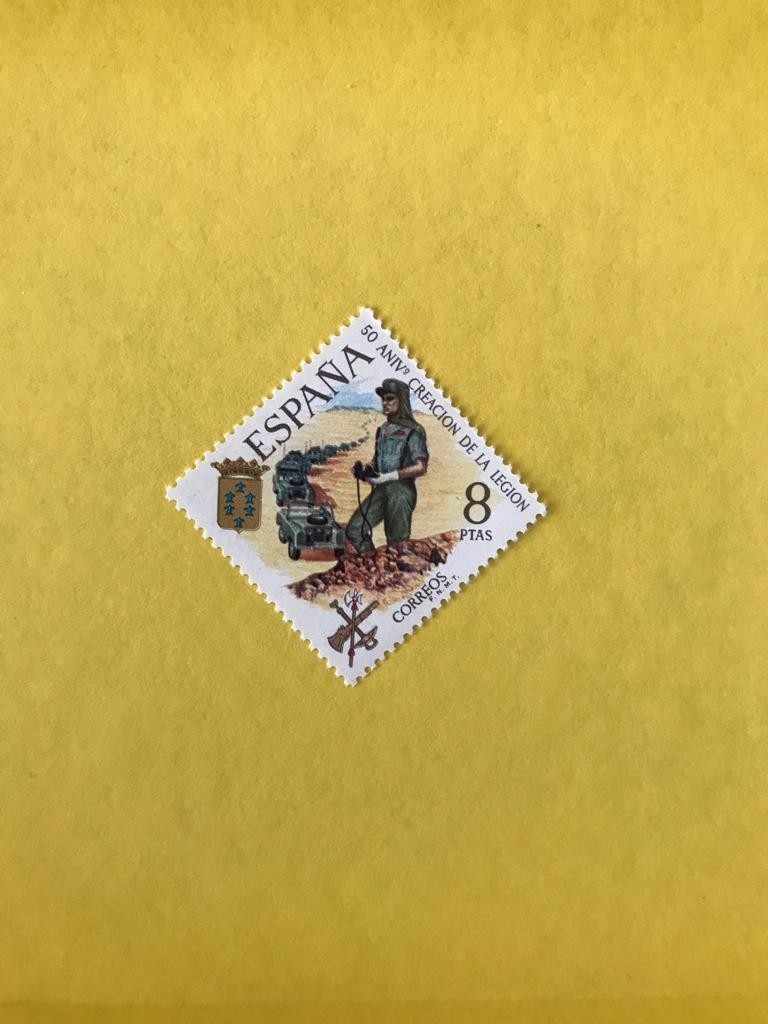 ESPAÑA
50 ANIVº CREACION DE LA LEGION
8
PTAS
CORREOS
F.N.M.T.